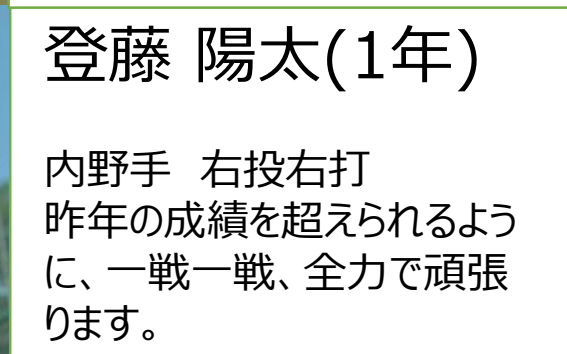 登藤 陽太(1年)
内野手　右投右打
昨年の成績を超えられるよう
に、一戦一戦、全力で頑張
ります。